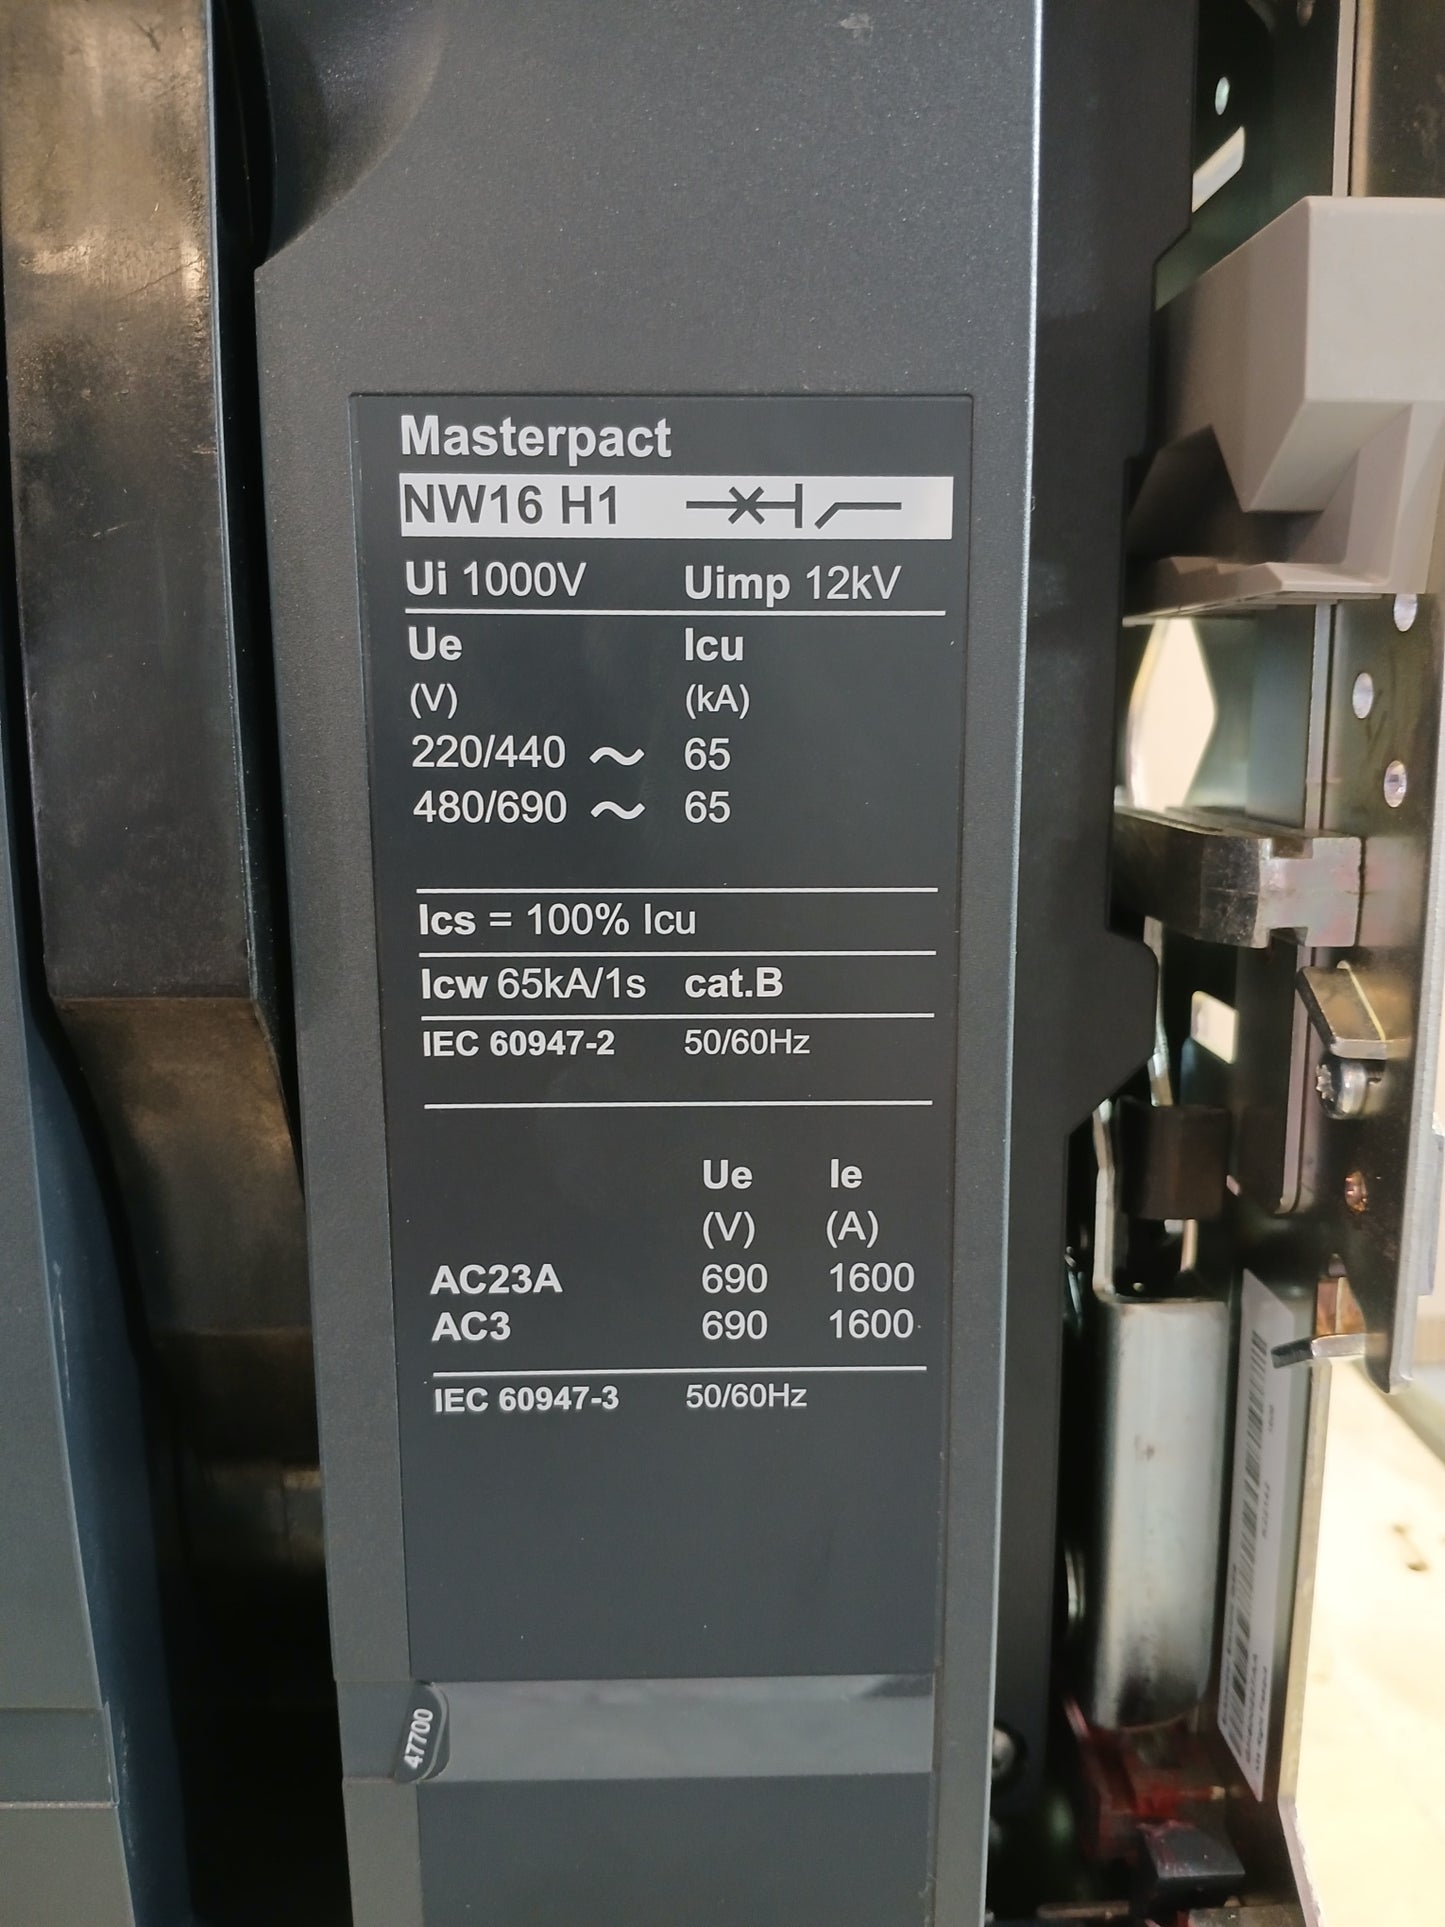 Masterpact
NW16 H1
Ui 1000V Uimp 12kV
Ue Icu
(V) (kA)
220/440 ~ 65
480/690 ~ 65
Ics = 100% Icu
Icw 65kA/1s cat.B
IEC 60947-2 50/60Hz
Ue Ie
(V) (A)
AC23A 690 1600
AC3 690 1600
IEC 60947-3 50/60Hz
47700